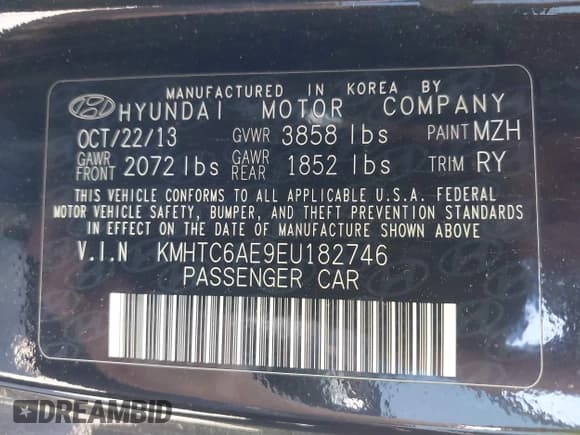 MANUFACTURED IN KOREA BY
HYUNDAI MOTOR COMPANY
OCT/22/13 GVWR 3858 lbs PAINT MZH
GAWR FRONT 2072 lbs GAWR REAR 1852 lbs TRIM RY
THIS VEHICLE CONFORMS TO ALL APPLICABLE U.S.A. FEDERAL
MOTOR VEHICLE SAFETY, BUMPER, AND THEFT PREVENTION STANDARDS
IN EFFECT ON THE DATE OF MANUFACTURE SHOWN ABOVE
V.I.N KMHTC6AE9EU182746
PASSENGER CAR
DREAMBID